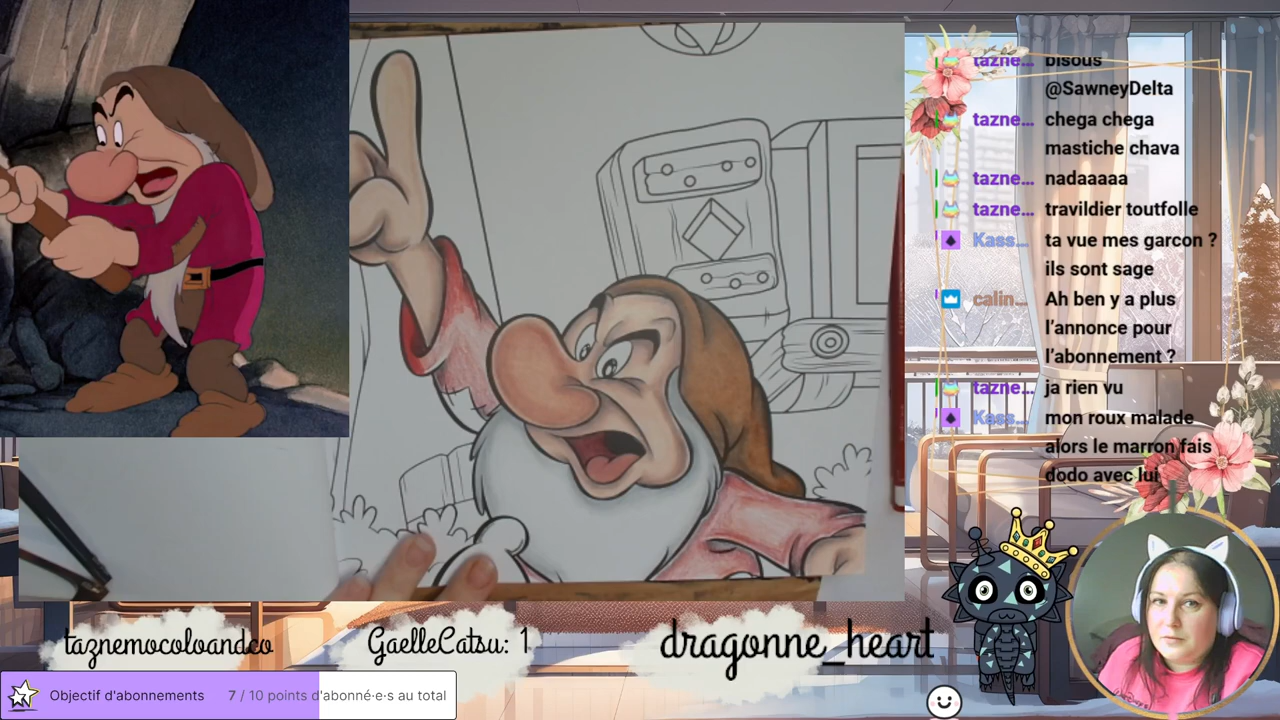 tazne... bisous
@SawneyDelta
tazne... chega chega
mastiche chava
tazne... nadaaaaa
tazne... travildier toutfolle
Kass... ta vue mes garcon ?
ils sont sage
calin... Ah ben y a plus
l'annonce pour
l'abonnement ?
tazne... ja rien vu
Kass... mon roux malade
alors le marron fais
dodo avec lui
taznemocoloandco
GaelleCatsu: 1
dragonne_heart
Objectif d'abonnements 7 / 10 points d'abonné·e·s au total